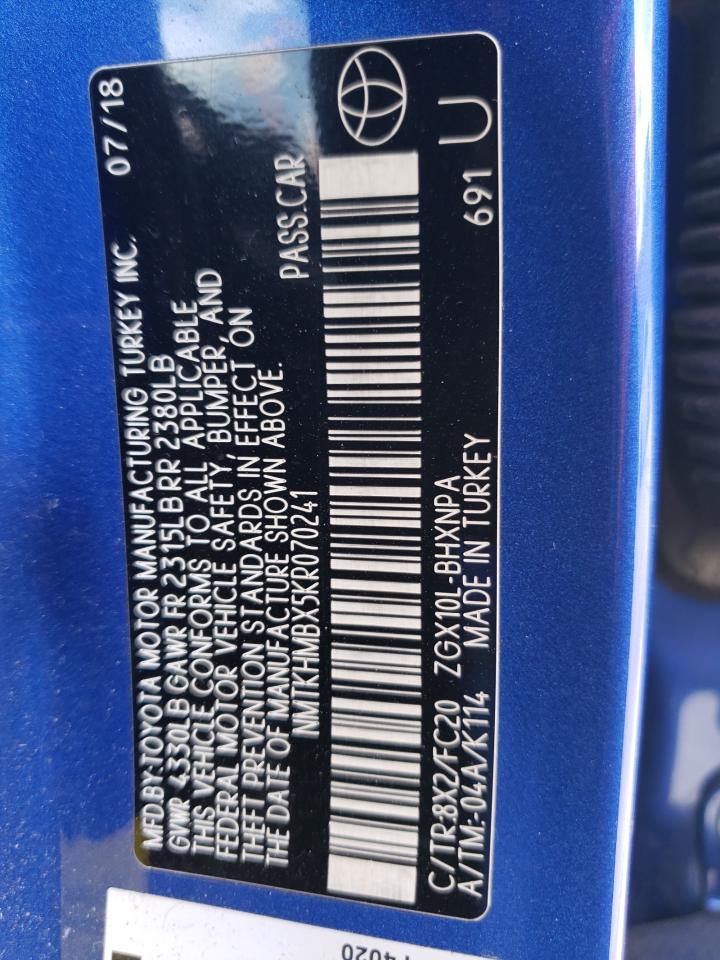 MFD.BY:TOYOTA MOTOR MANUFACTURING TURKEY INC. 07/18
GVWR 4330LB GAWR FR 2315LB RR 2380LB
THIS VEHICLE CONFORMS TO ALL APPLICABLE
FEDERAL MOTOR VEHICLE SAFETY, BUMPER, AND
THEFT PREVENTION STANDARDS IN EFFECT ON
THE DATE OF MANUFACTURE SHOWN ABOVE.
NMTKHMBX5KR070241 PASS.CAR
C/TR:8X2/FC20 ZGX10L-BHXNPA 691 U
A/TM:-04A/K114 MADE IN TURKEY
4020